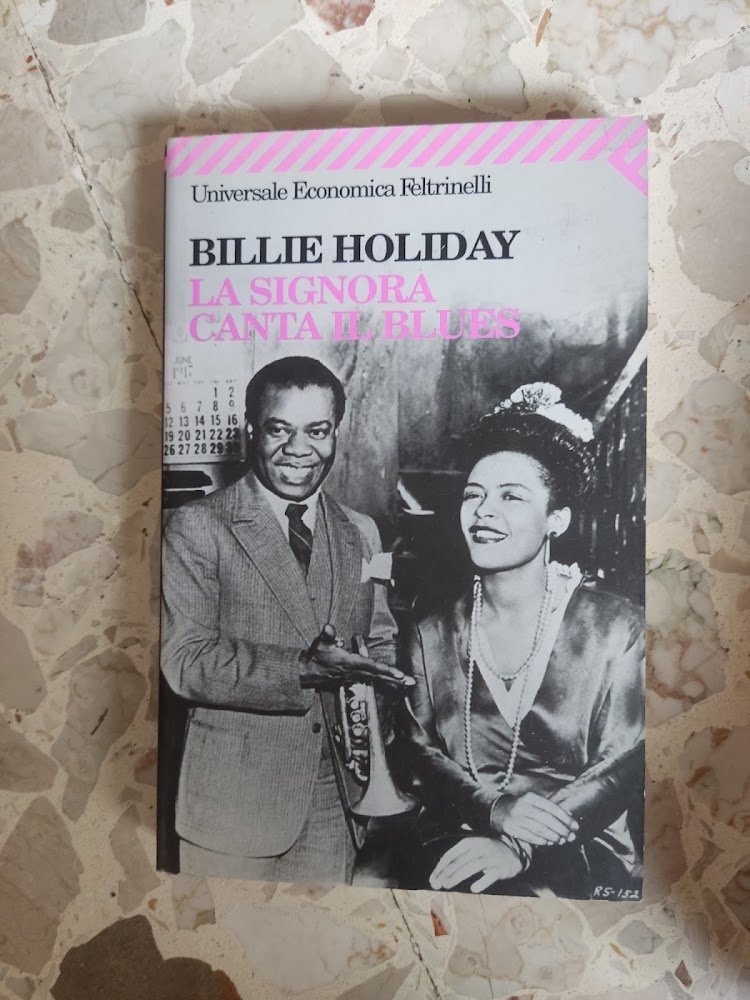 Universale Economica Feltrinelli
BILLIE HOLIDAY
LA SIGNORA
CANTA IL BLUES
JUNE
1 2
5 6 7 8 9
12 13 14 15 16
19 20 21 22 23
26 27 28 29 30
RS-152